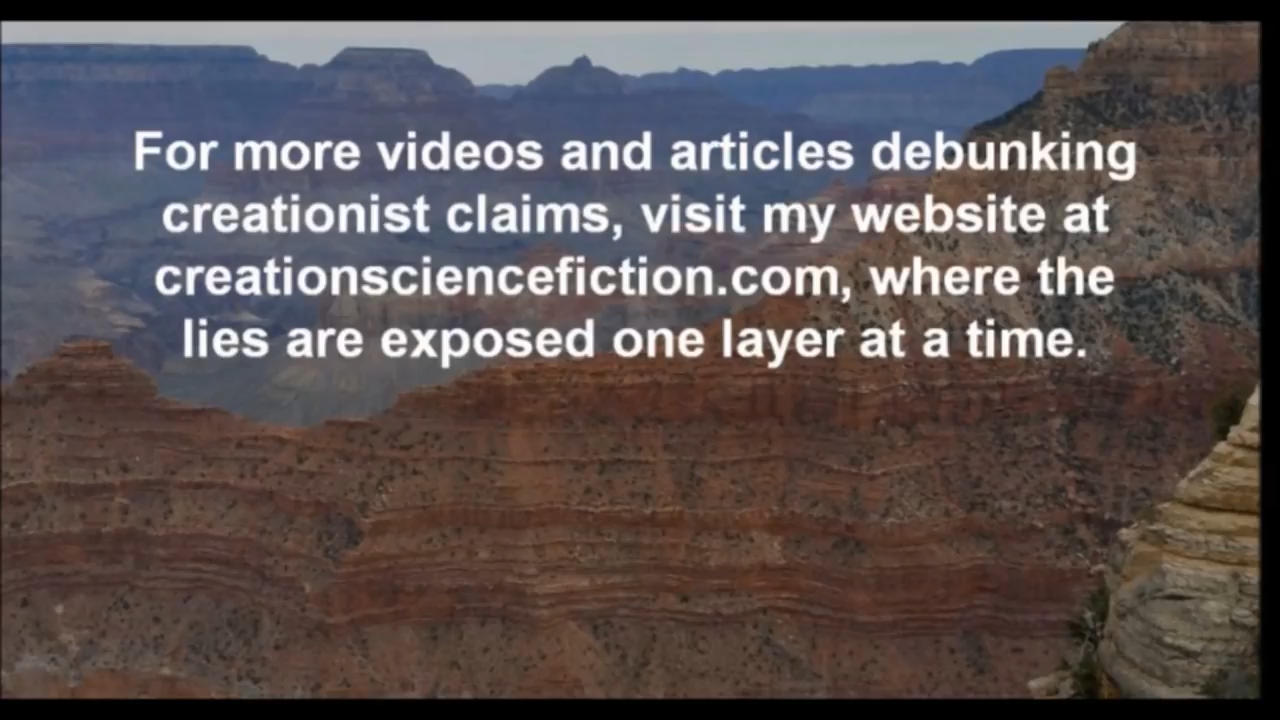 For more videos and articles debunking
creationist claims, visit my website at
creationsciencefiction.com, where the
lies are exposed one layer at a time.